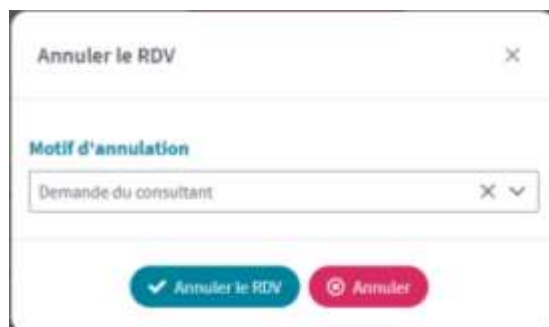 Annuler le RDV
Motif d'annulation
Demande du consultant
Annuler le RDV
Annuler